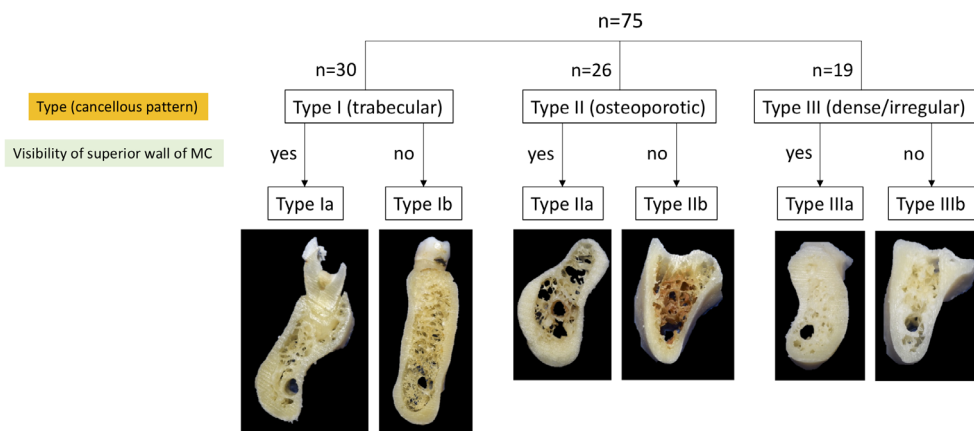 n=75
n=30
n=26
n=19
Type (cancellous pattern)
Type I (trabecular)
Type II (osteoporotic)
Type III (dense/irregular)
Visibility of superior wall of MC
yes
no
yes
no
yes
no
Type Ia
Type Ib
Type IIa
Type IIb
Type IIIa
Type IIIb